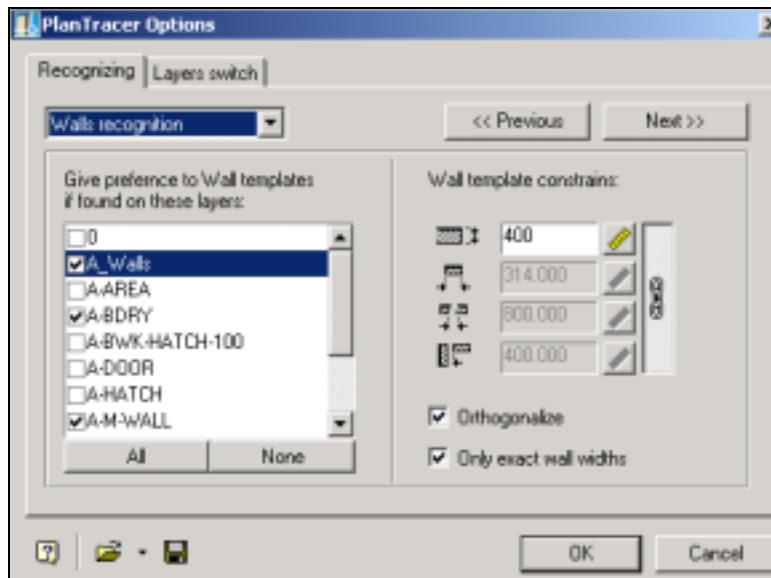 PlanTracer Options
Recognizing
Layers switch
Walls recognition
<< Previous
Next >>
Give prefernce to Wall templates
if found on these layers:
0
A_Walls
A-AREA
A-BDRY
A-BWK-HATCH-100
A-DOOR
A-HATCH
A-M-WALL
All
None
Wall template constrains:
400
314.000
800.000
400.000
Orthogonalize
Only exact wall widths
OK
Cancel